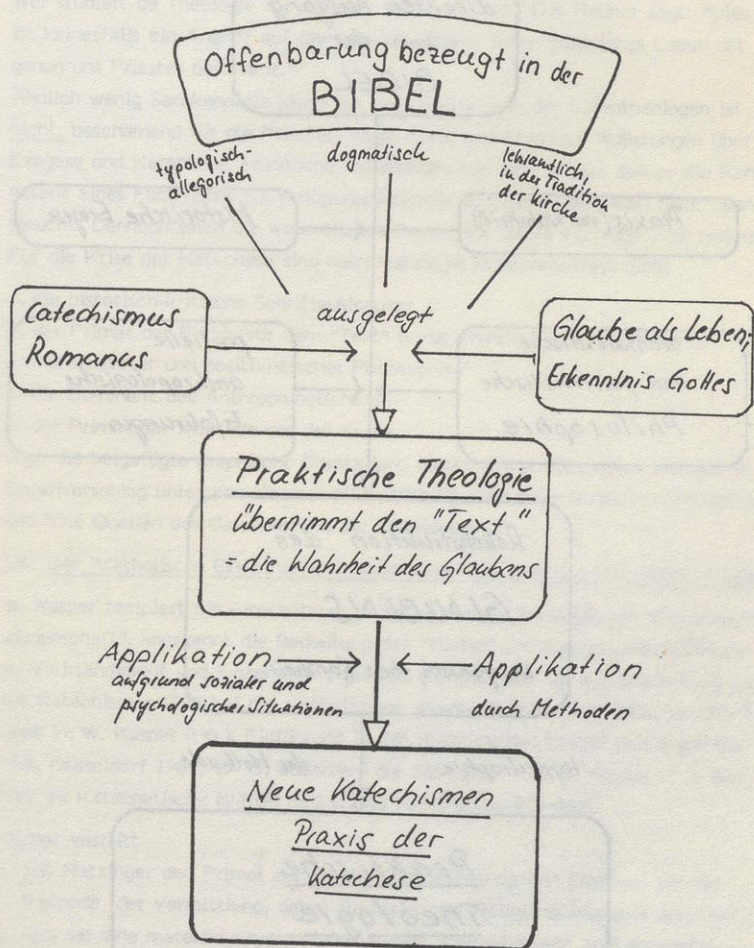 Offenbarung bezeugt in der
BIBEL
typologisch-
allegorisch
dogmatisch
lehramtlich,
in der Tradition
der Kirche
ausgelegt
Catechismus
Romanus
Glaube als Leben;
Erkenntnis Gottes
Praktische Theologie
übernimmt den "Text"
= die Wahrheit des Glaubens
Applikation
aufgrund sozialer und
psychologischer Situationen
Applikation
durch Methoden
Neue Katechismen
Praxis der
Katechese